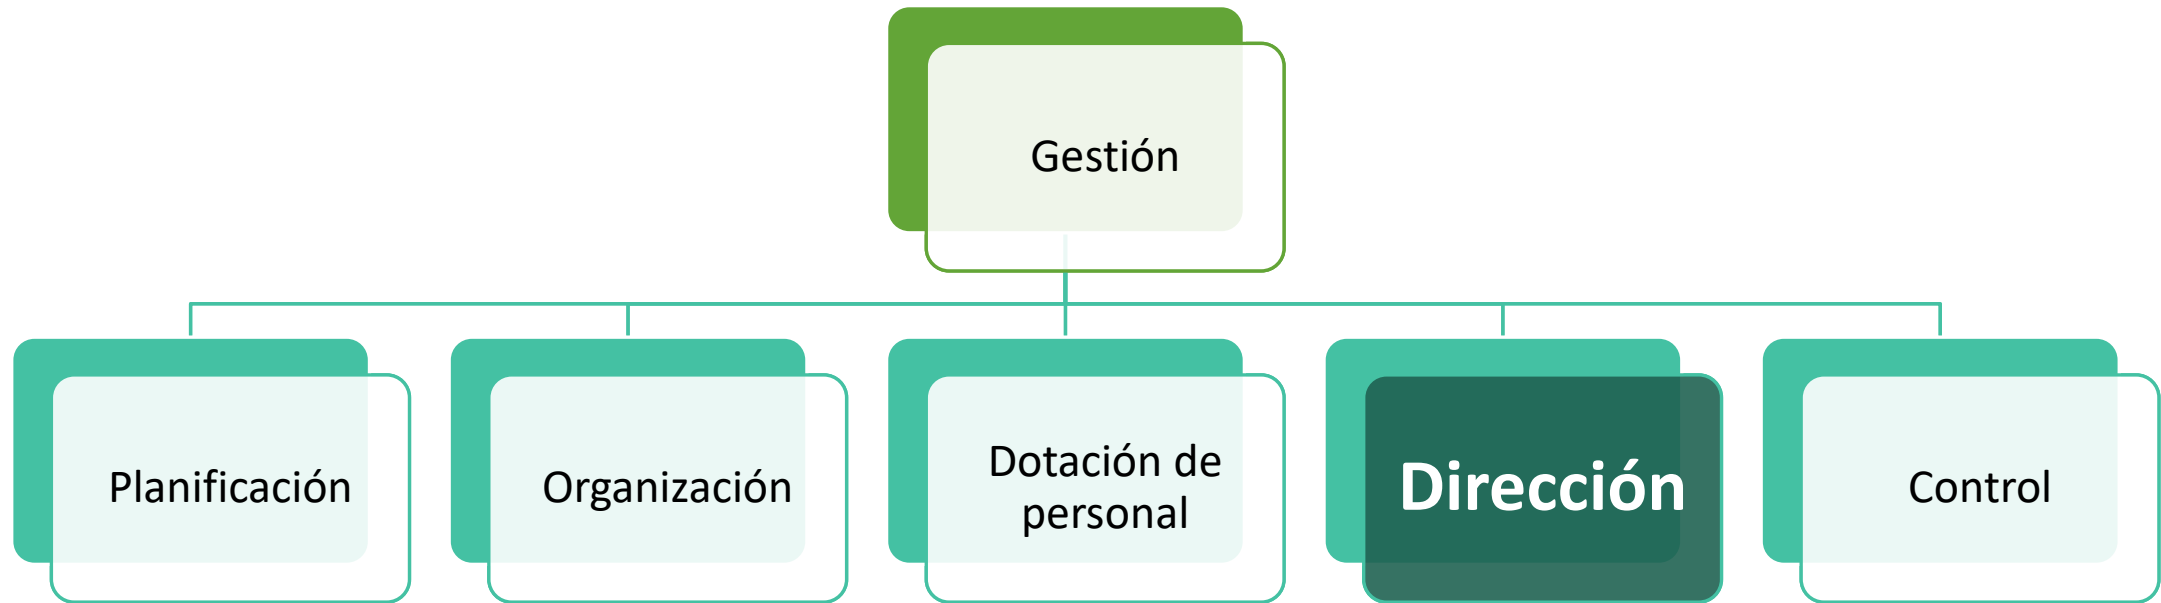 Gestión
Planificación
Organización
Dotación de
personal
Dirección
Control